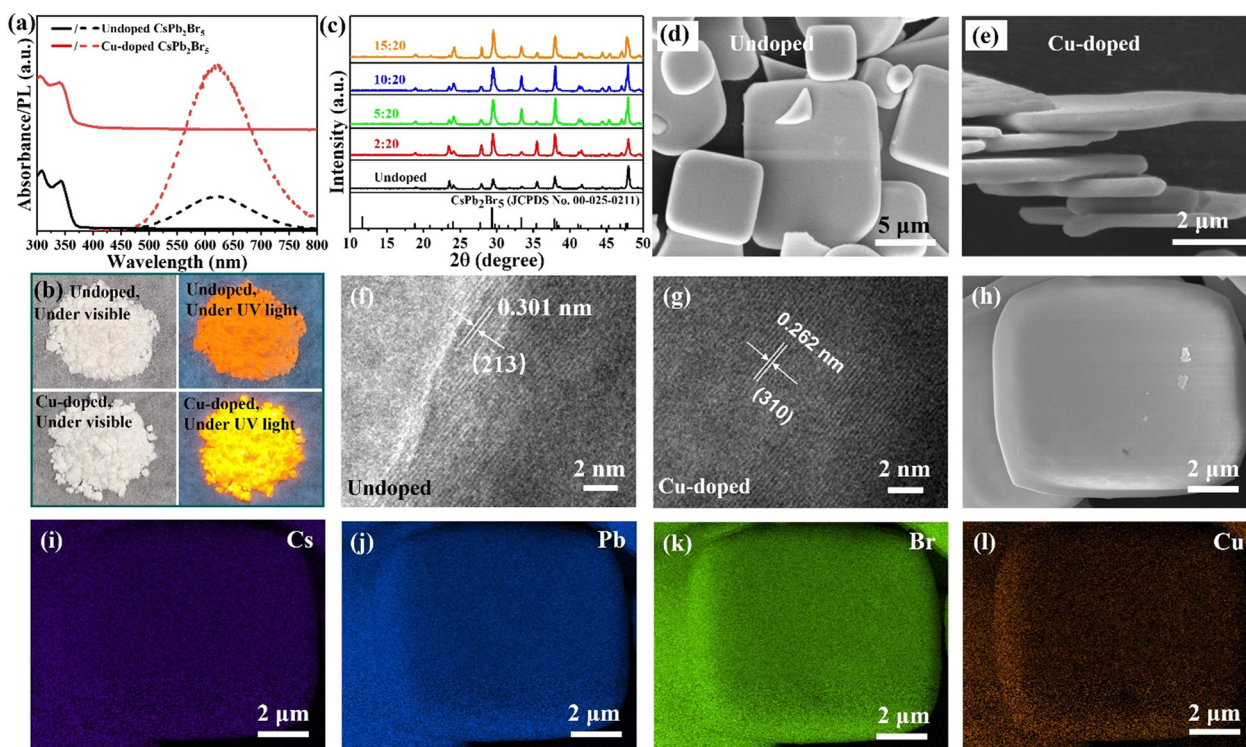 (a)
/ Undoped CsPb2Br5
/ Cu-doped CsPb2Br5
Absorbance/PL (a.u.)
300 350 400 450 500 550 600 650 700 750 800
Wavelength (nm)
(c)
15:20
10:20
5:20
2:20
Undoped
CsPb2Br5 (JCPDS No. 00-025-0211)
Intensity (a.u.)
10 15 20 25 30 35 40 45 50
2θ (degree)
(d)
Undoped
5 μm
(e)
Cu-doped
2 μm
(b) Undoped,
Under visible
Undoped,
Under UV light
Cu-doped,
Under visible
Cu-doped,
Under UV light
(f)
0.301 nm
(213)
2 nm
Undoped
(g)
0.262 nm
(310)
2 nm
Cu-doped
(h)
2 μm
(i) Cs
2 μm
(j) Pb
2 μm
(k) Br
2 μm
(l) Cu
2 μm